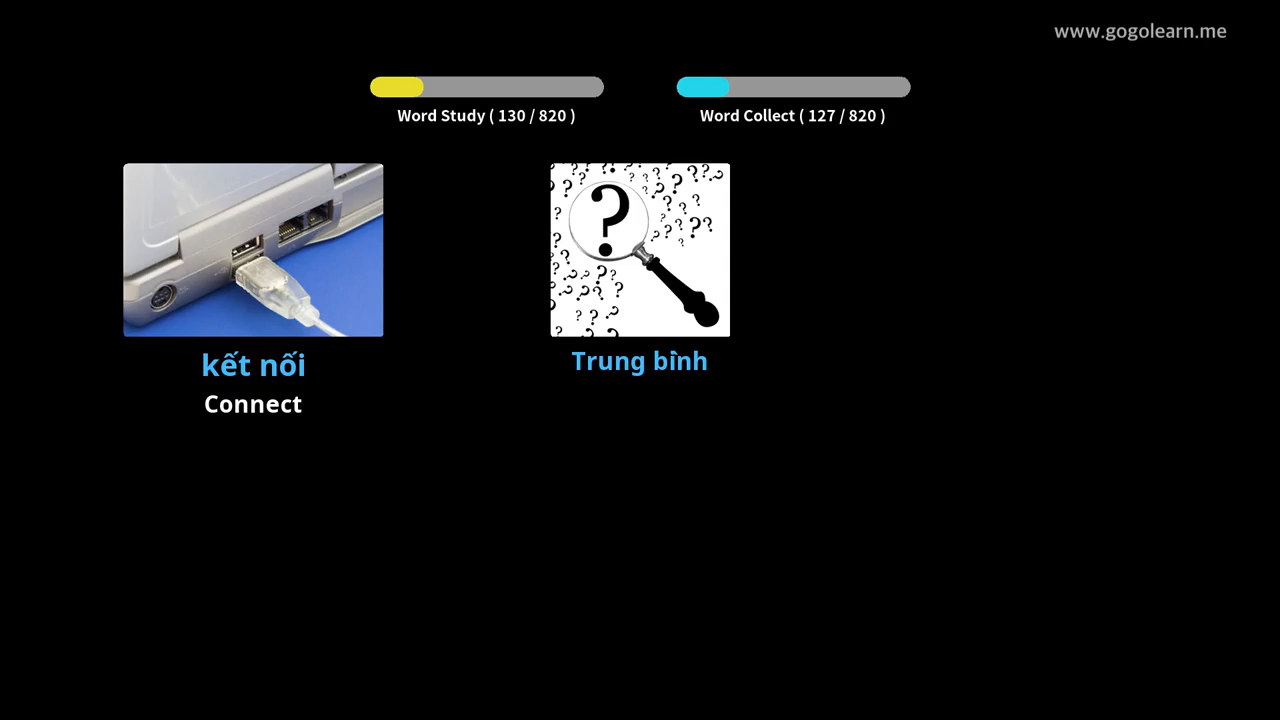 www.gogolearn.me
Word Study ( 130 / 820 )
Word Collect ( 127 / 820 )
kết nối
Connect
Trung bình